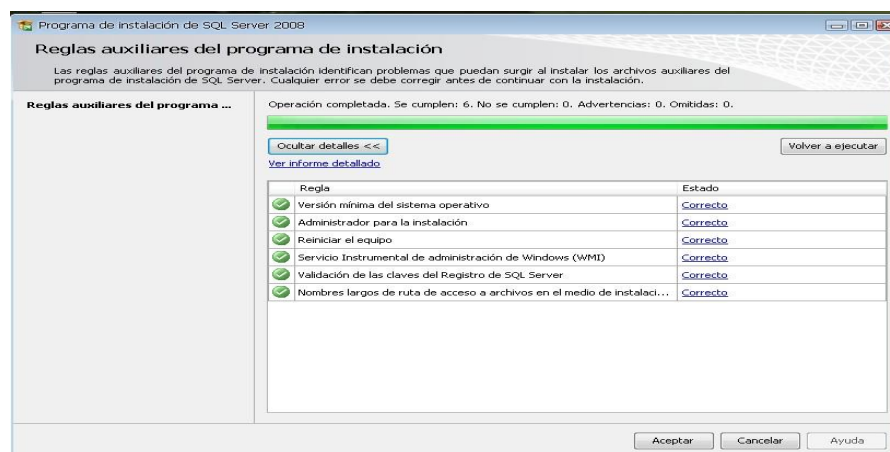 Programa de instalación de SQL Server 2008
Reglas auxiliares del programa de instalación
Las reglas auxiliares del programa de instalación identifican problemas que puedan surgir al instalar los archivos auxiliares del
programa de instalación de SQL Server. Cualquier error se debe corregir antes de continuar con la instalación.
Reglas auxiliares del programa ...
Operación completada. Se cumplen: 6. No se cumplen: 0. Advertencias: 0. Omitidas: 0.
Ocultar detalles <<
Volver a ejecutar
Ver informe detallado
Regla Estado
Versión mínima del sistema operativo Correcto
Administrador para la instalación Correcto
Reiniciar el equipo Correcto
Servicio Instrumental de administración de Windows (WMI) Correcto
Validación de las claves del Registro de SQL Server Correcto
Nombres largos de ruta de acceso a archivos en el medio de instalaci... Correcto
Aceptar Cancelar Ayuda